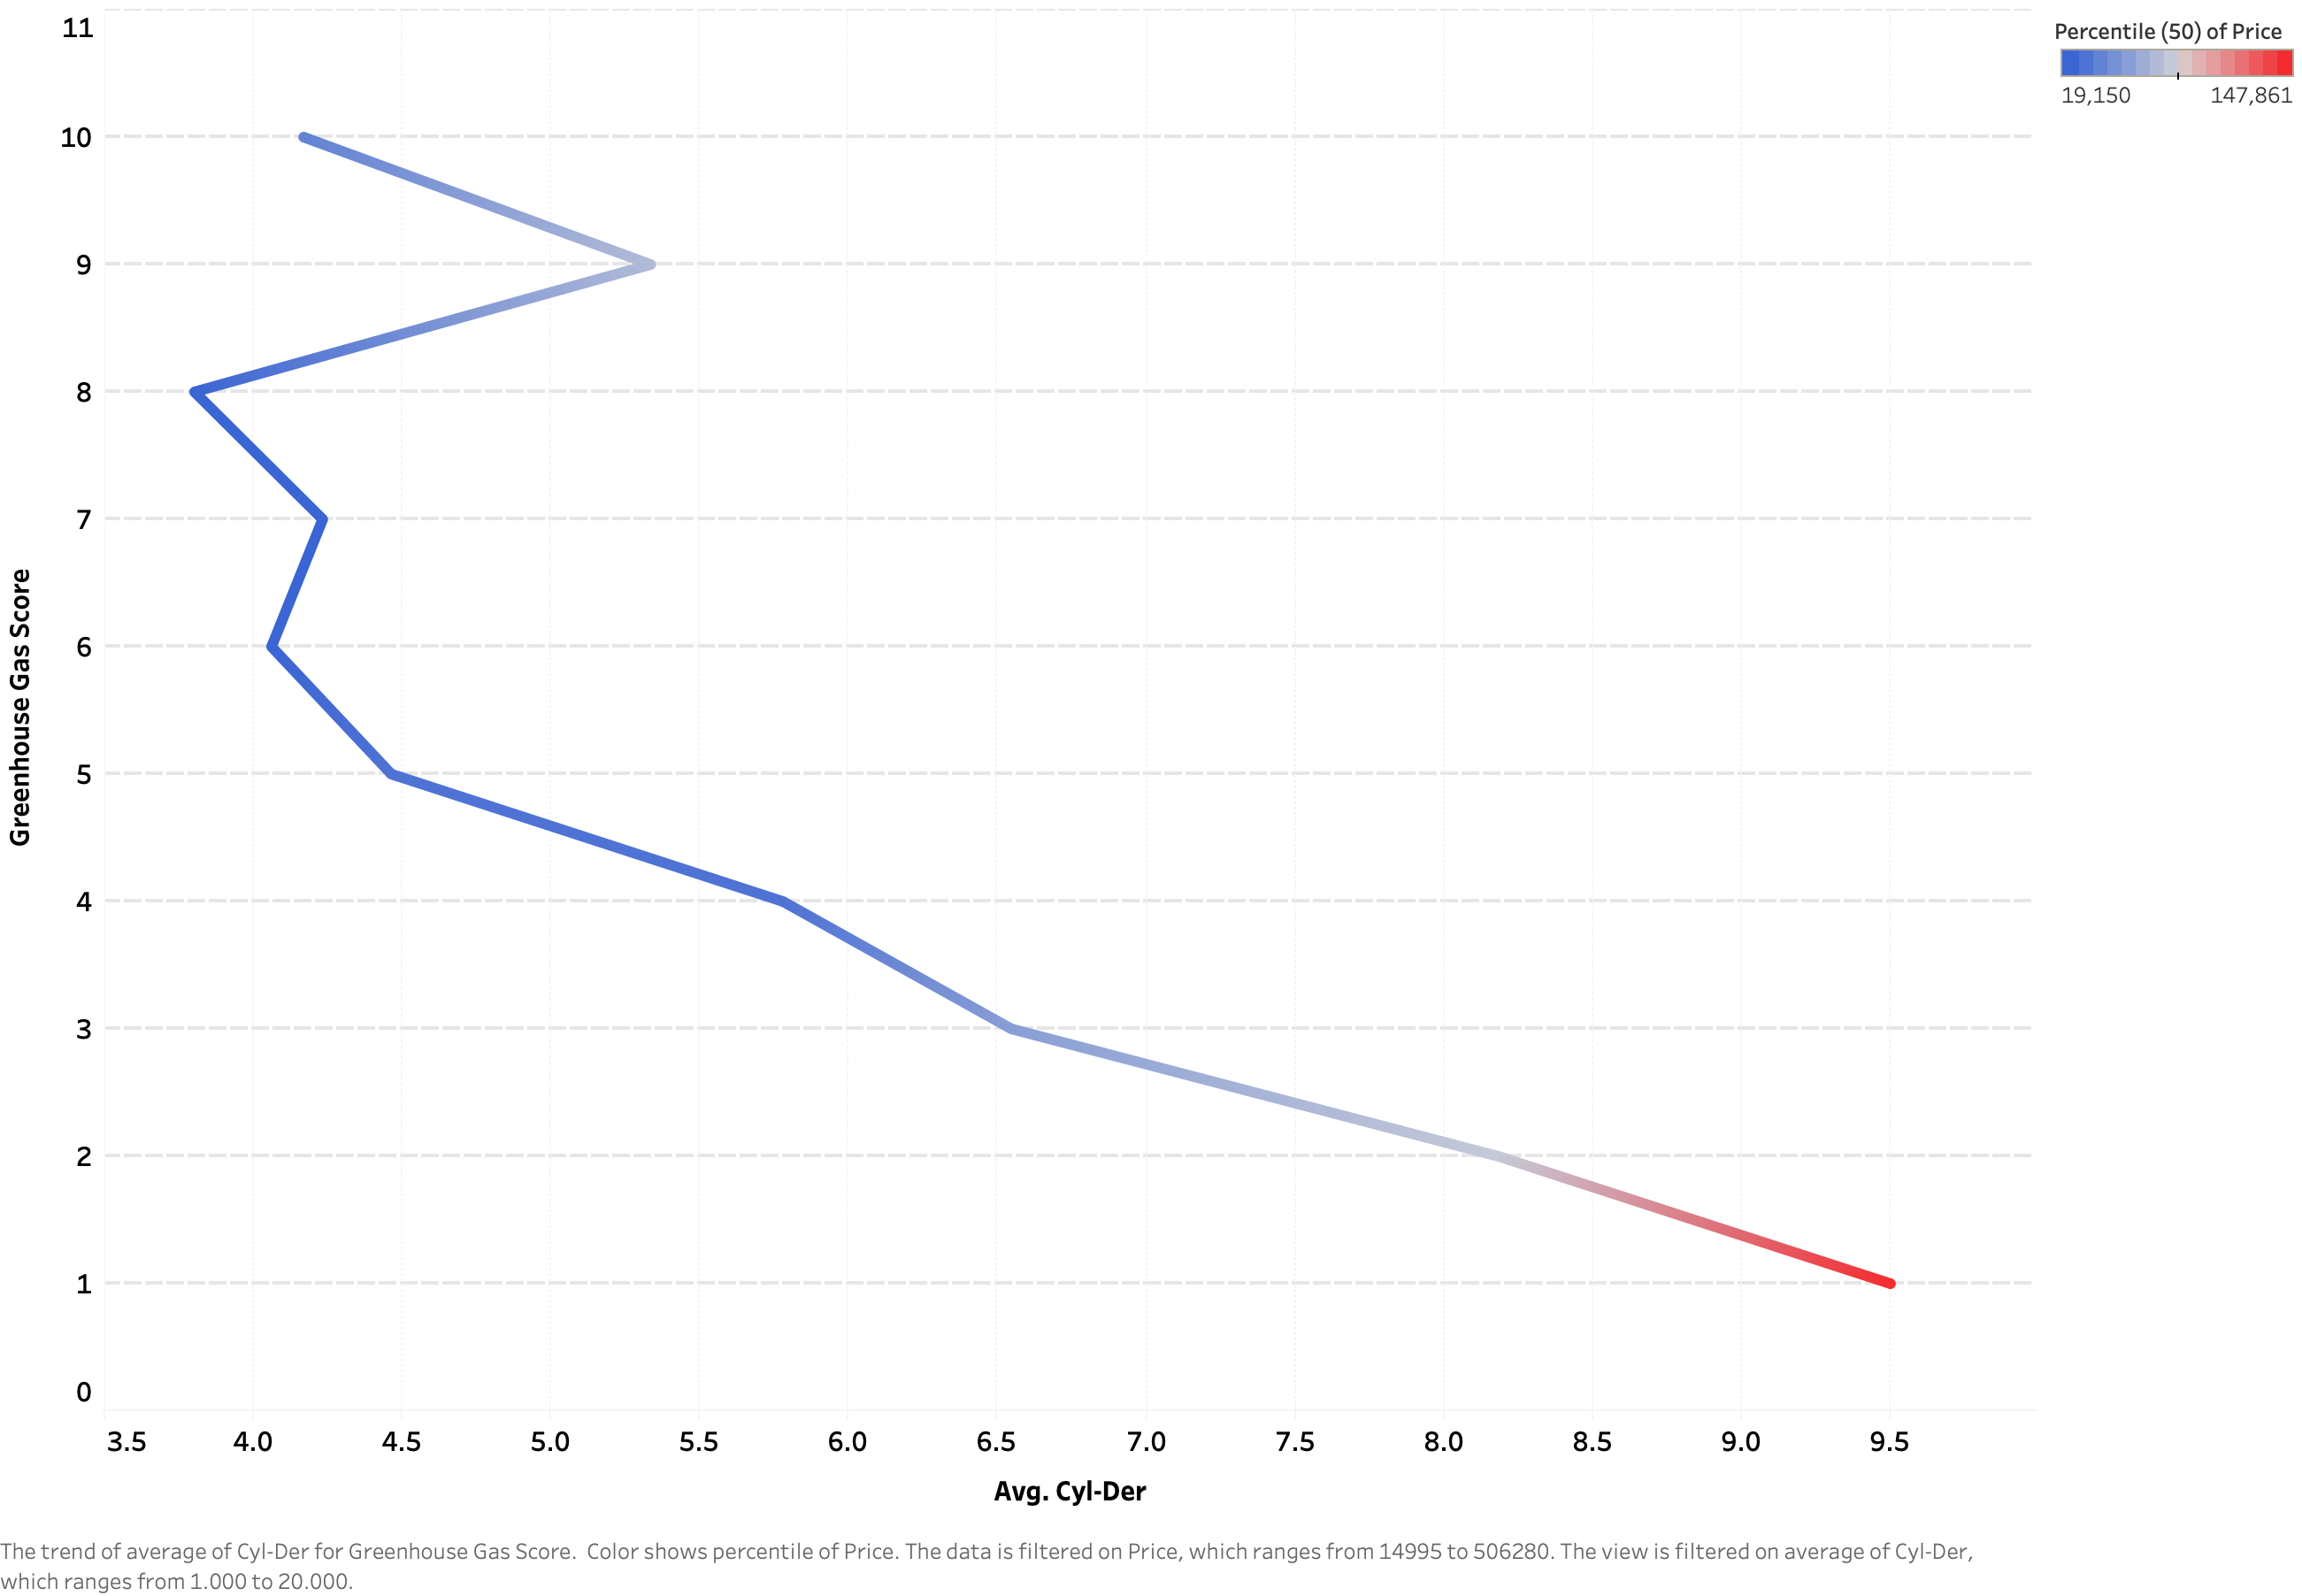 Percentile (50) of Price
19,150 147,861
11
10
9
8
7
6
5
4
3
2
1
0
Greenhouse Gas Score
3.5 4.0 4.5 5.0 5.5 6.0 6.5 7.0 7.5 8.0 8.5 9.0 9.5
Avg. Cyl-Der
The trend of average of Cyl-Der for Greenhouse Gas Score.  Color shows percentile of Price. The data is filtered on Price, which ranges from 14995 to 506280. The view is filtered on average of Cyl-Der,
which ranges from 1.000 to 20.000.